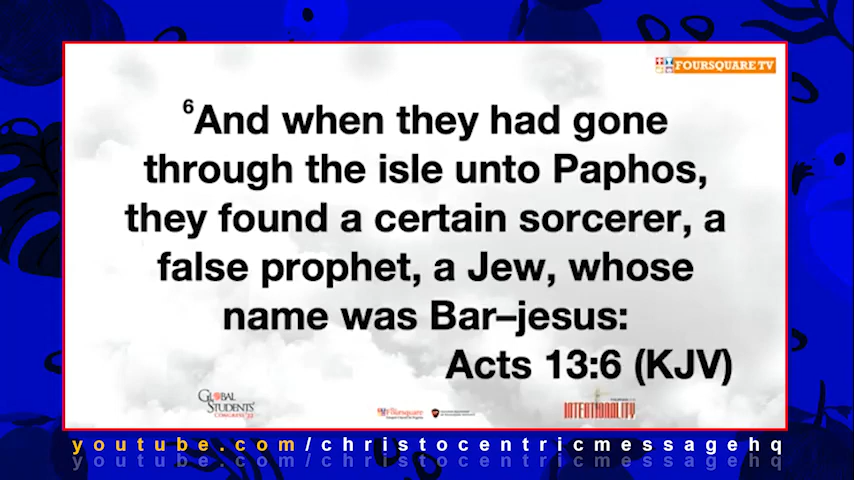 FOURSQUARE TV
6And when they had gone
through the isle unto Paphos,
they found a certain sorcerer, a
false prophet, a Jew, whose
name was Bar–jesus:
Acts 13:6 (KJV)
GLOBAL
STUDENTS'
INTENTIONALITY
youtube.com/christocentricmessagehq
youtube.com/christocentricmessagehq